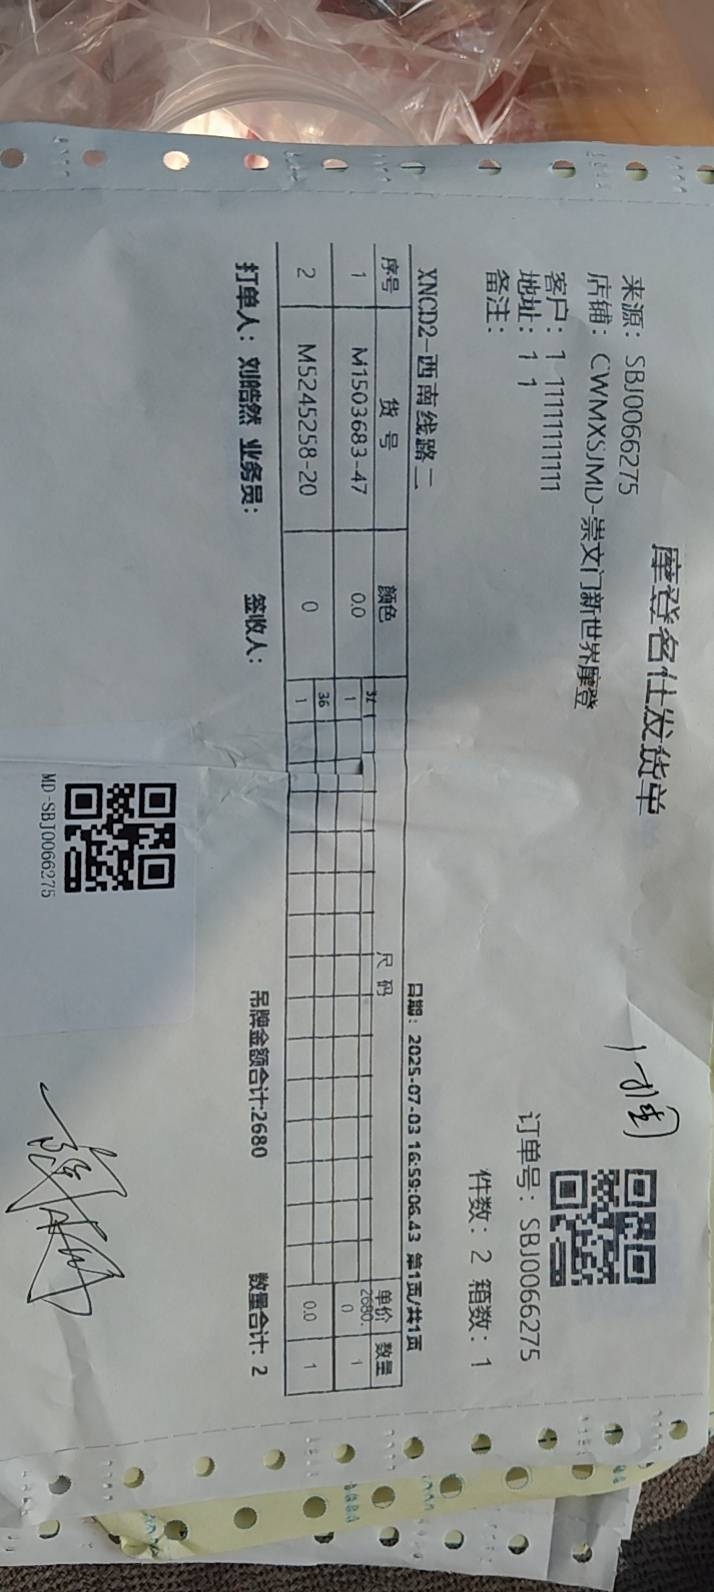 摩登名仕发货单
来源：SBJ0066275
店铺：CWMXSJMD-崇文门新世界摩登
客户：1 11111111111
地址：1 1
备注：
订单号：SBJ0066275
件数：2 箱数：1
XNCD2-西南线路二 日期：2025-07-03 16:59:06.43 第1页/共1页
序号 货号 颜色 尺码 单价 数量
1 M1503683-47 0.0 2680.0 1
1
2 M5245258-20 0 36 0.0 1
1
打单人：刘皓然 业务员： 签收人： 吊牌金额合计:2680 数量合计：2
MD-SBJ0066275